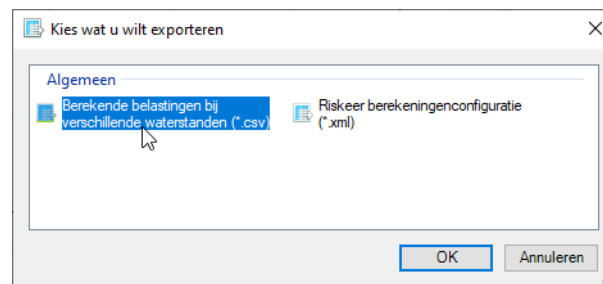 Kies wat u wilt exporteren
Algemeen
Berekende belastingen bij
verschillende waterstanden (*.csv)
Riskeer berekeningenconfiguratie
(*.xml)
OK
Annuleren